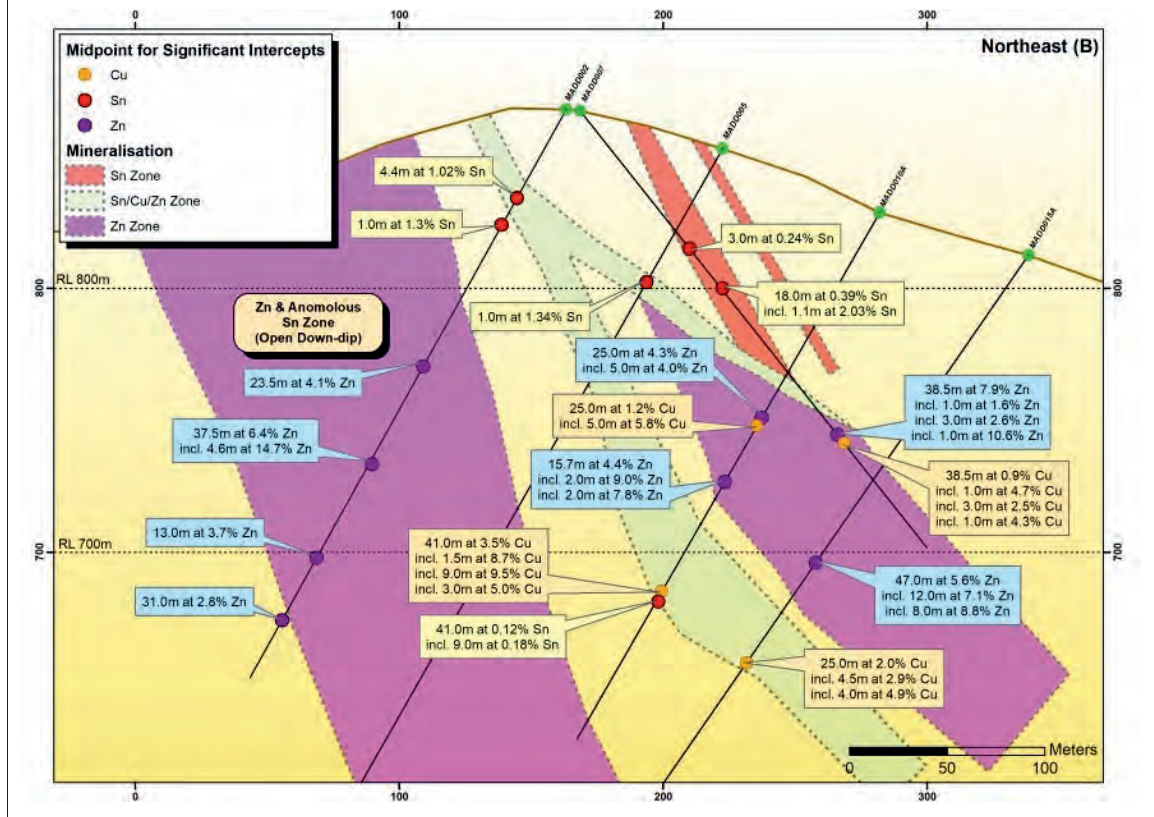 0 100 200 300
Midpoint for Significant Intercepts
Cu
Sn
Zn
Mineralisation
Sn Zone
Sn/Cu/Zn Zone
Zn Zone
Northeast (B)
MADD002
MADD007
MADD005
MADD010A
MADD015A
4.4m at 1.02% Sn
1.0m at 1.3% Sn
3.0m at 0.24% Sn
800
RL 800m
800
18.0m at 0.39% Sn
incl. 1.1m at 2.03% Sn
Zn & Anomolous
Sn Zone
(Open Down-dip)
1.0m at 1.34% Sn
25.0m at 4.3% Zn
incl. 5.0m at 4.0% Zn
23.5m at 4.1% Zn
38.5m at 7.9% Zn
incl. 1.0m at 1.6% Zn
incl. 3.0m at 2.6% Zn
incl. 1.0m at 10.6% Zn
25.0m at 1.2% Cu
incl. 5.0m at 5.8% Cu
37.5m at 6.4% Zn
incl. 4.6m at 14.7% Zn
15.7m at 4.4% Zn
incl. 2.0m at 9.0% Zn
incl. 2.0m at 7.8% Zn
38.5m at 0.9% Cu
incl. 1.0m at 4.7% Cu
incl. 3.0m at 2.5% Cu
incl. 1.0m at 4.3% Cu
13.0m at 3.7% Zn
700
RL 700m
700
41.0m at 3.5% Cu
incl. 1.5m at 8.7% Cu
incl. 9.0m at 9.5% Cu
incl. 3.0m at 5.0% Cu
47.0m at 5.6% Zn
incl. 12.0m at 7.1% Zn
incl. 8.0m at 8.8% Zn
31.0m at 2.8% Zn
41.0m at 0.12% Sn
incl. 9.0m at 0.18% Sn
25.0m at 2.0% Cu
incl. 4.5m at 2.9% Cu
incl. 4.0m at 4.9% Cu
Meters
0 50 100
0 100 200 300